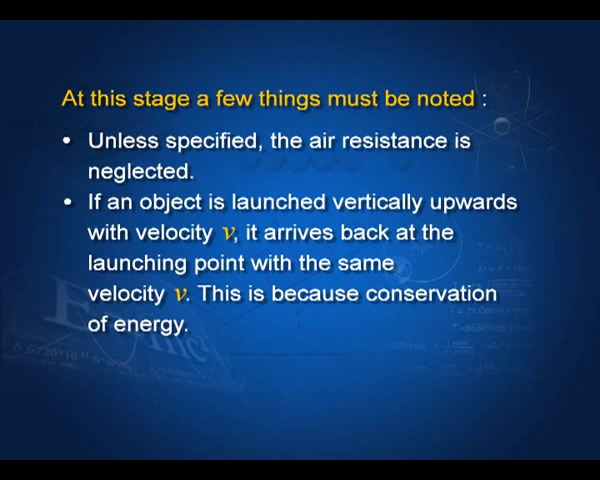 At this stage a few things must be noted :
• Unless specified, the air resistance is
neglected.
• If an object is launched vertically upwards
with velocity v, it arrives back at the
launching point with the same
velocity v. This is because conservation
of energy.